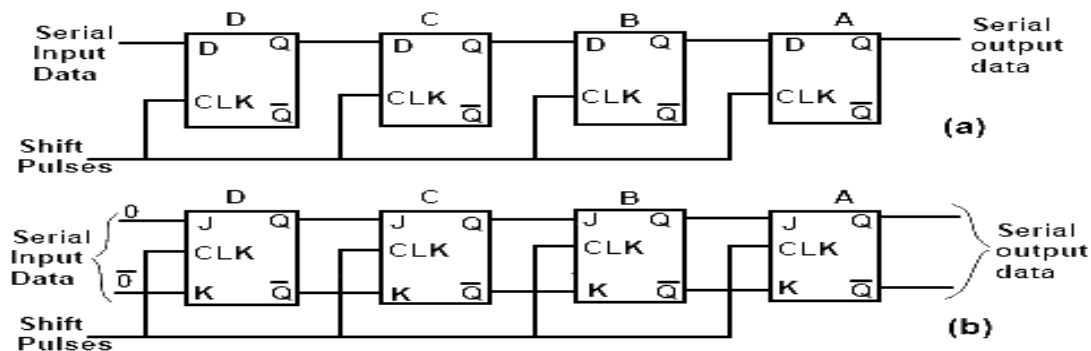 D C B A
Serial Input Data
D Q D Q D Q D Q
Serial output data
CLK Q̅ CLK Q̅ CLK Q̅ CLK Q̅
(a)
Shift Pulses
D C B A
0
J Q J Q J Q J Q
Serial Input Data
CLK CLK CLK CLK
Serial output data
0̅
K Q̅ K Q̅ K Q̅ K Q̅
Shift Pulses
(b)